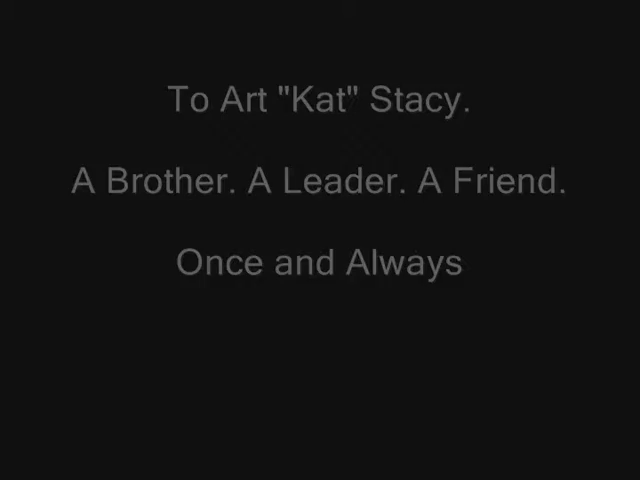 To Art "Kat" Stacy.
A Brother. A Leader. A Friend.
Once and Always